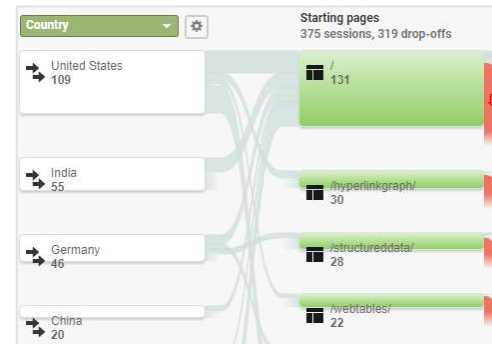 Country
Starting pages
375 sessions, 319 drop-offs
United States
109
/
131
India
55
/hyperlinkgraph/
30
Germany
46
/structureddata/
28
China
20
/webtables/
22